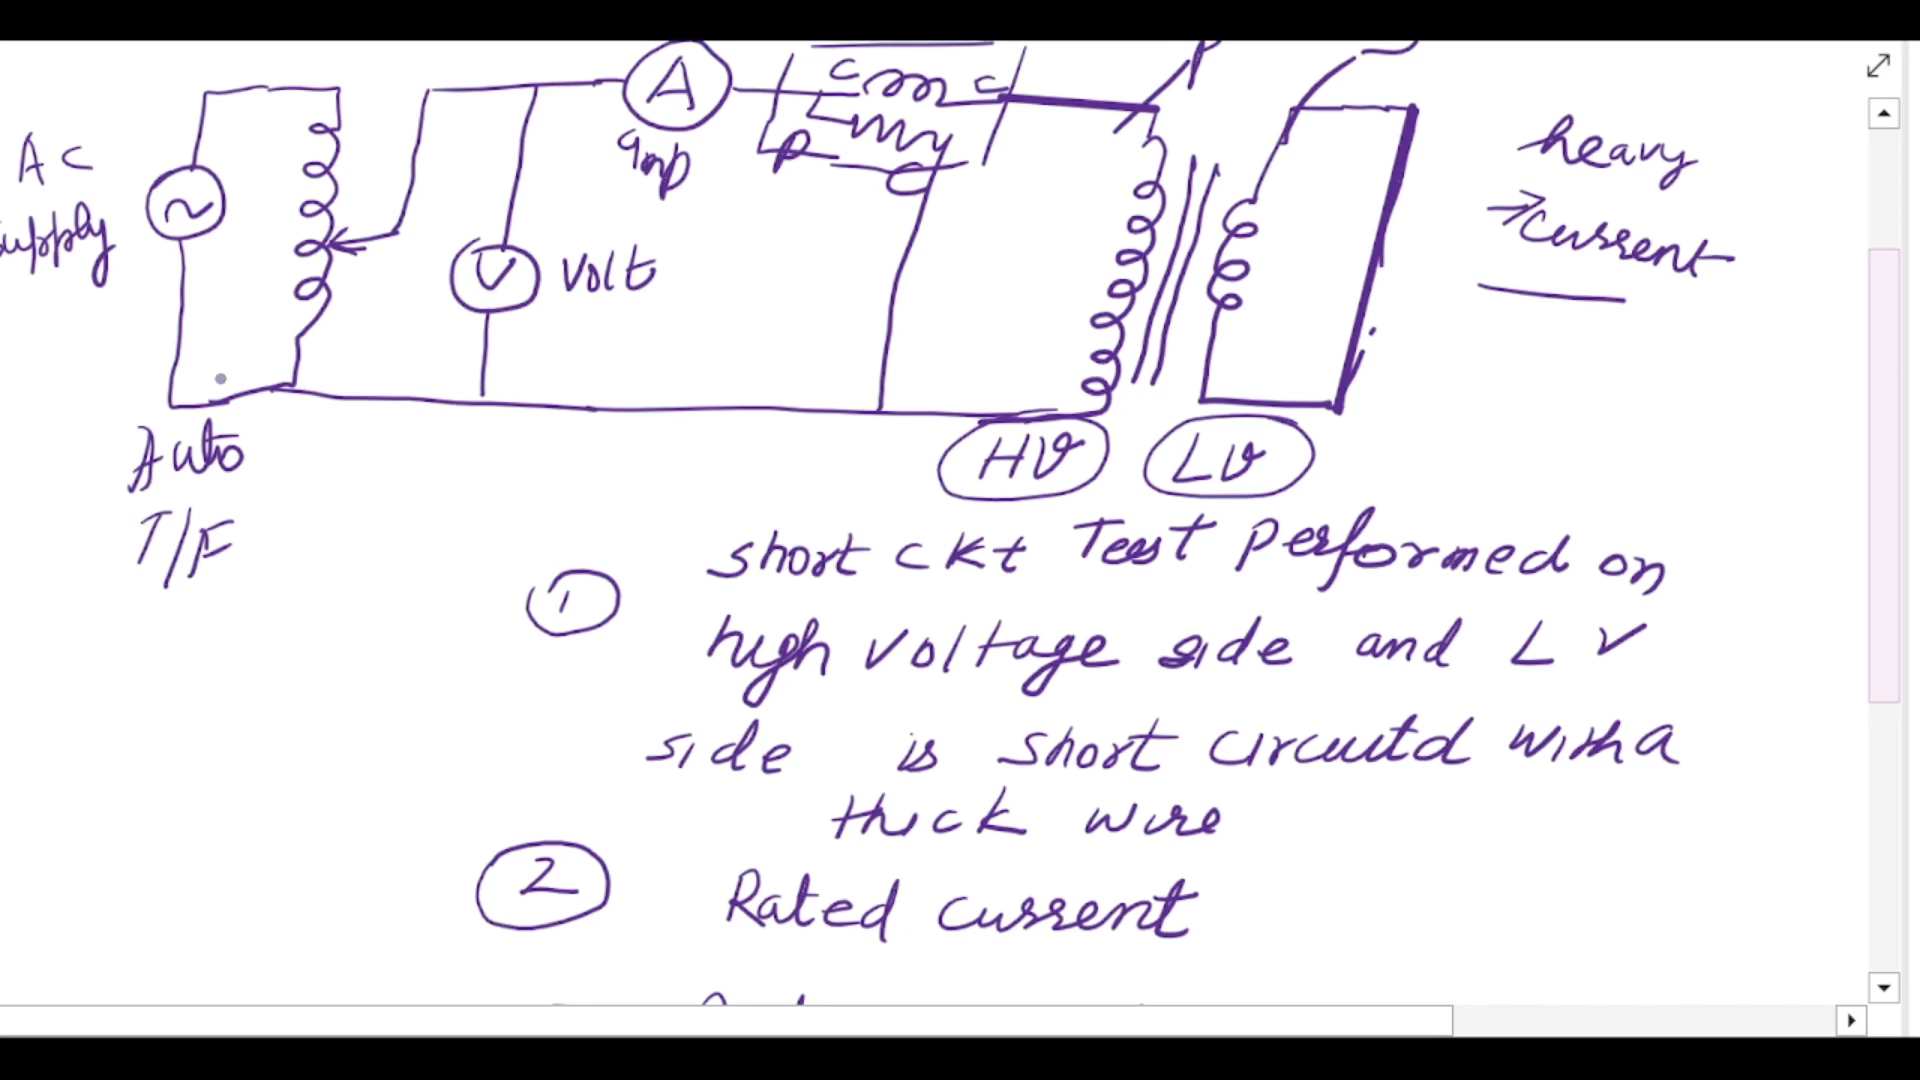 A
C m C
P C
AC
supply
amp
V
Volt
heavy
→ current
Auto
T/F
HV
LV
1
short ckt Test performed on
high voltage side and LV
side is short circuitd with a
thick wire
2
Rated current